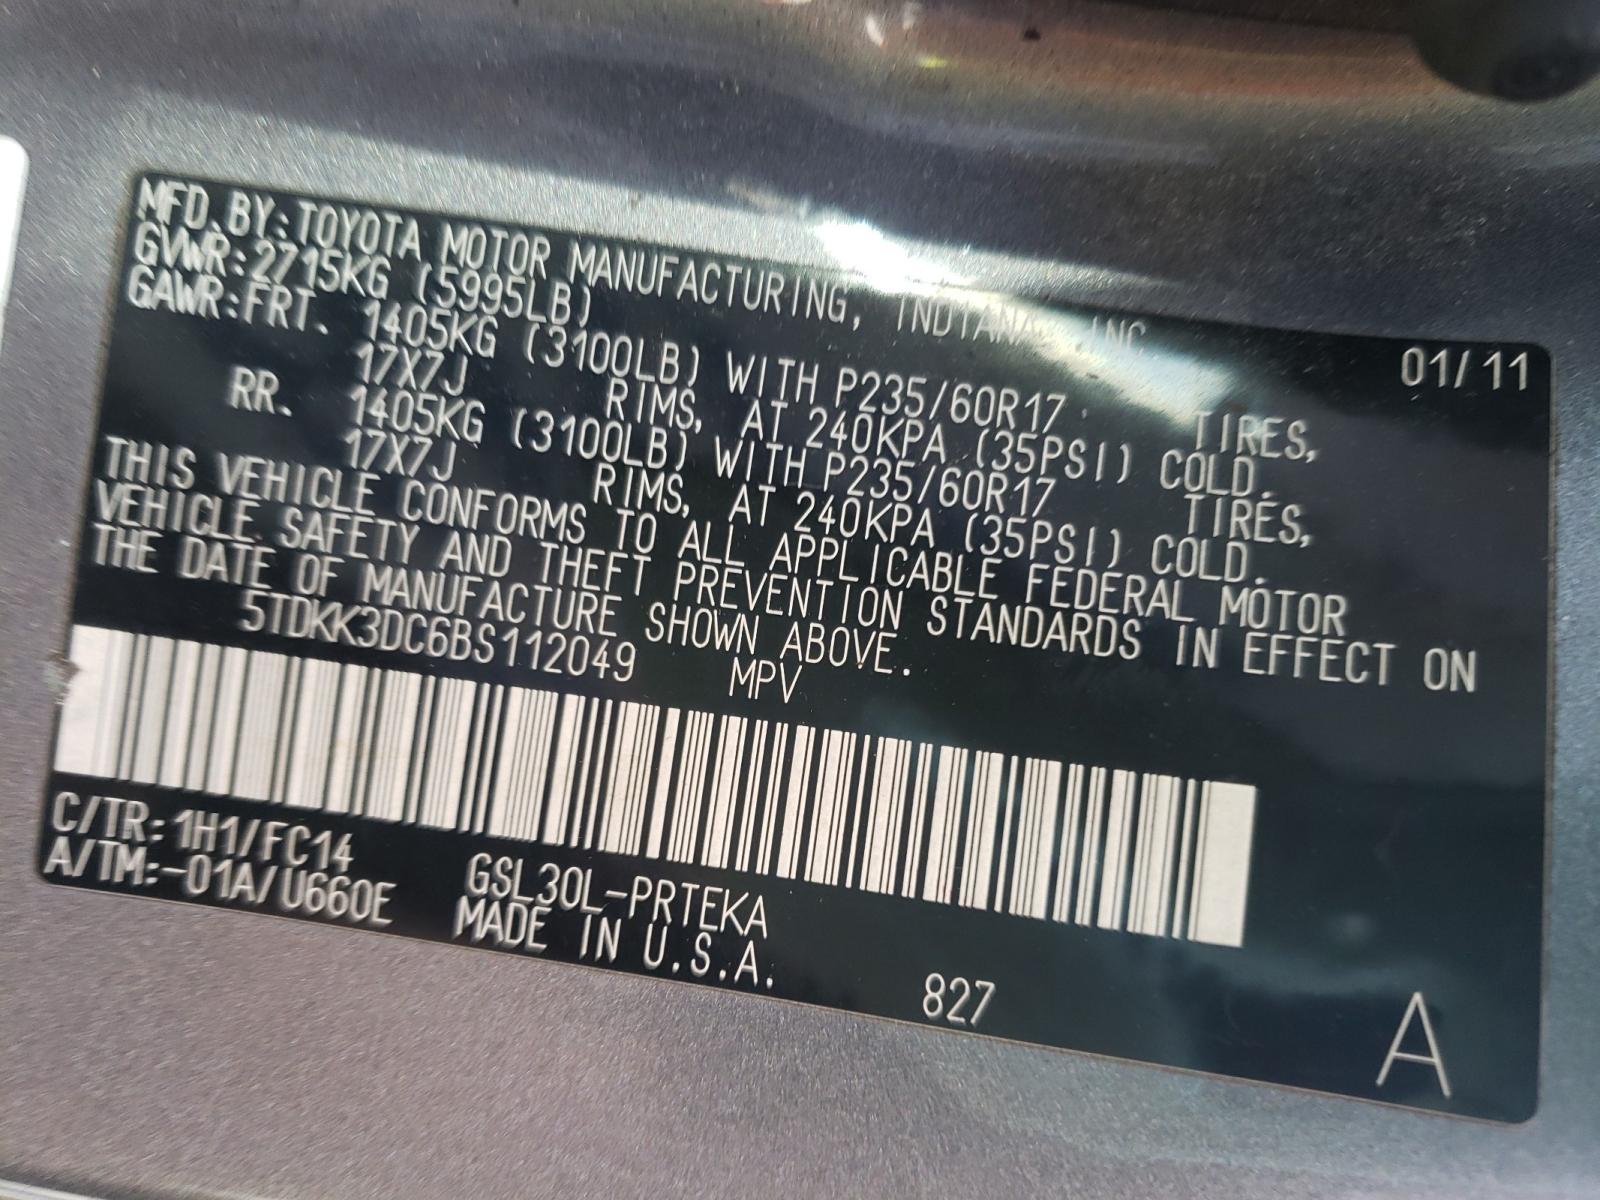 MFD. BY: TOYOTA MOTOR MANUFACTURING, INDIANA, INC. 01/11
GVWR: 2715KG (5995LB)
GAWR: FRT. 1405KG (3100LB) WITH P235/60R17 TIRES,
17X7J RIMS, AT 240KPA (35PSI) COLD.
RR. 1405KG (3100LB) WITH P235/60R17 TIRES,
17X7J RIMS, AT 240KPA (35PSI) COLD.
THIS VEHICLE CONFORMS TO ALL APPLICABLE FEDERAL MOTOR
VEHICLE SAFETY AND THEFT PREVENTION STANDARDS IN EFFECT ON
THE DATE OF MANUFACTURE SHOWN ABOVE.
5TDKK3DC6BS112049 MPV
C/TR: 1H1/FC14
A/TM: -01A/U660E
GSL30L-PRTEKA
MADE IN U.S.A.
827
A